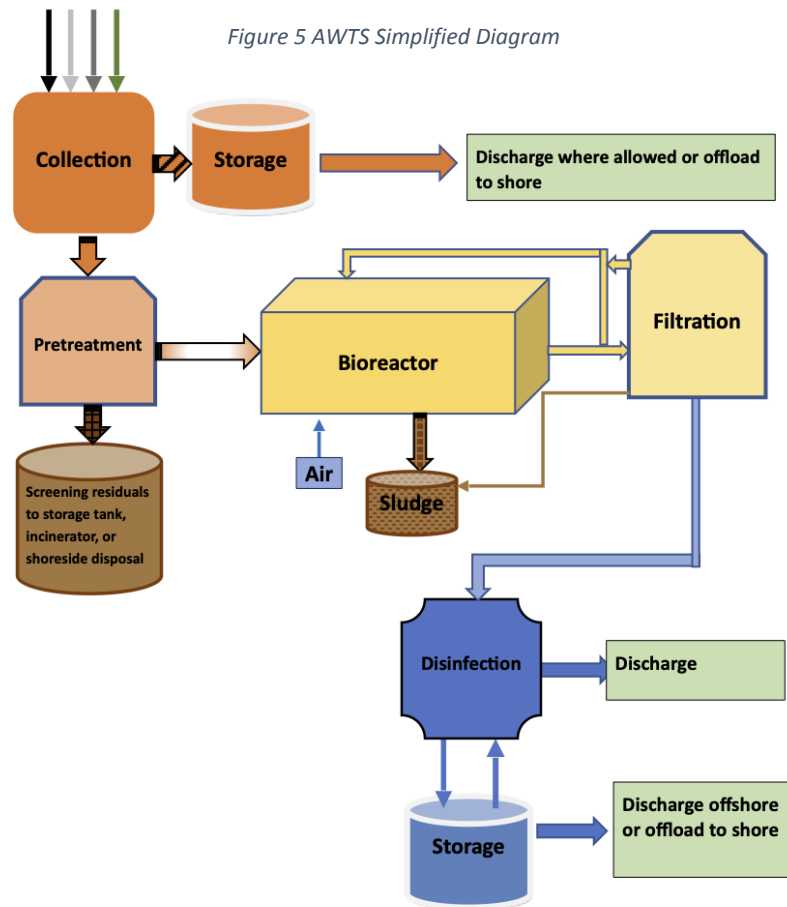 Figure 5 AWTS Simplified Diagram
Collection
Storage
Discharge where allowed or offload
to shore
Pretreatment
Bioreactor
Filtration
Air
Sludge
Screening residuals
to storage tank,
incinerator, or
shoreside disposal
Disinfection
Discharge
Storage
Discharge offshore
or offload to shore